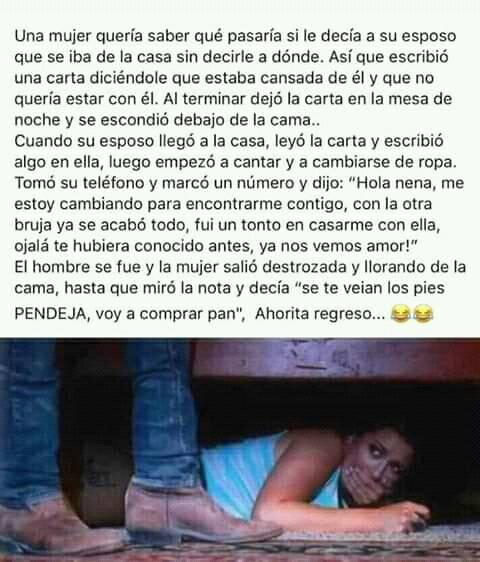 Una mujer quería saber qué pasaría si le decía a su esposo
que se iba de la casa sin decirle a dónde. Así que escribió
una carta diciéndole que estaba cansada de él y que no
quería estar con él. Al terminar dejó la carta en la mesa de
noche y se escondió debajo de la cama..
Cuando su esposo llegó a la casa, leyó la carta y escribió
algo en ella, luego empezó a cantar y a cambiarse de ropa.
Tomó su teléfono y marcó un número y dijo: “Hola nena, me
estoy cambiando para encontrarme contigo, con la otra
bruja ya se acabó todo, fui un tonto en casarme con ella,
ojalá te hubiera conocido antes, ya nos vemos amor!”
El hombre se fue y la mujer salió destrozada y llorando de la
cama, hasta que miró la nota y decía “se te veian los pies
PENDEJA, voy a comprar pan", Ahorita regreso... 😂😂